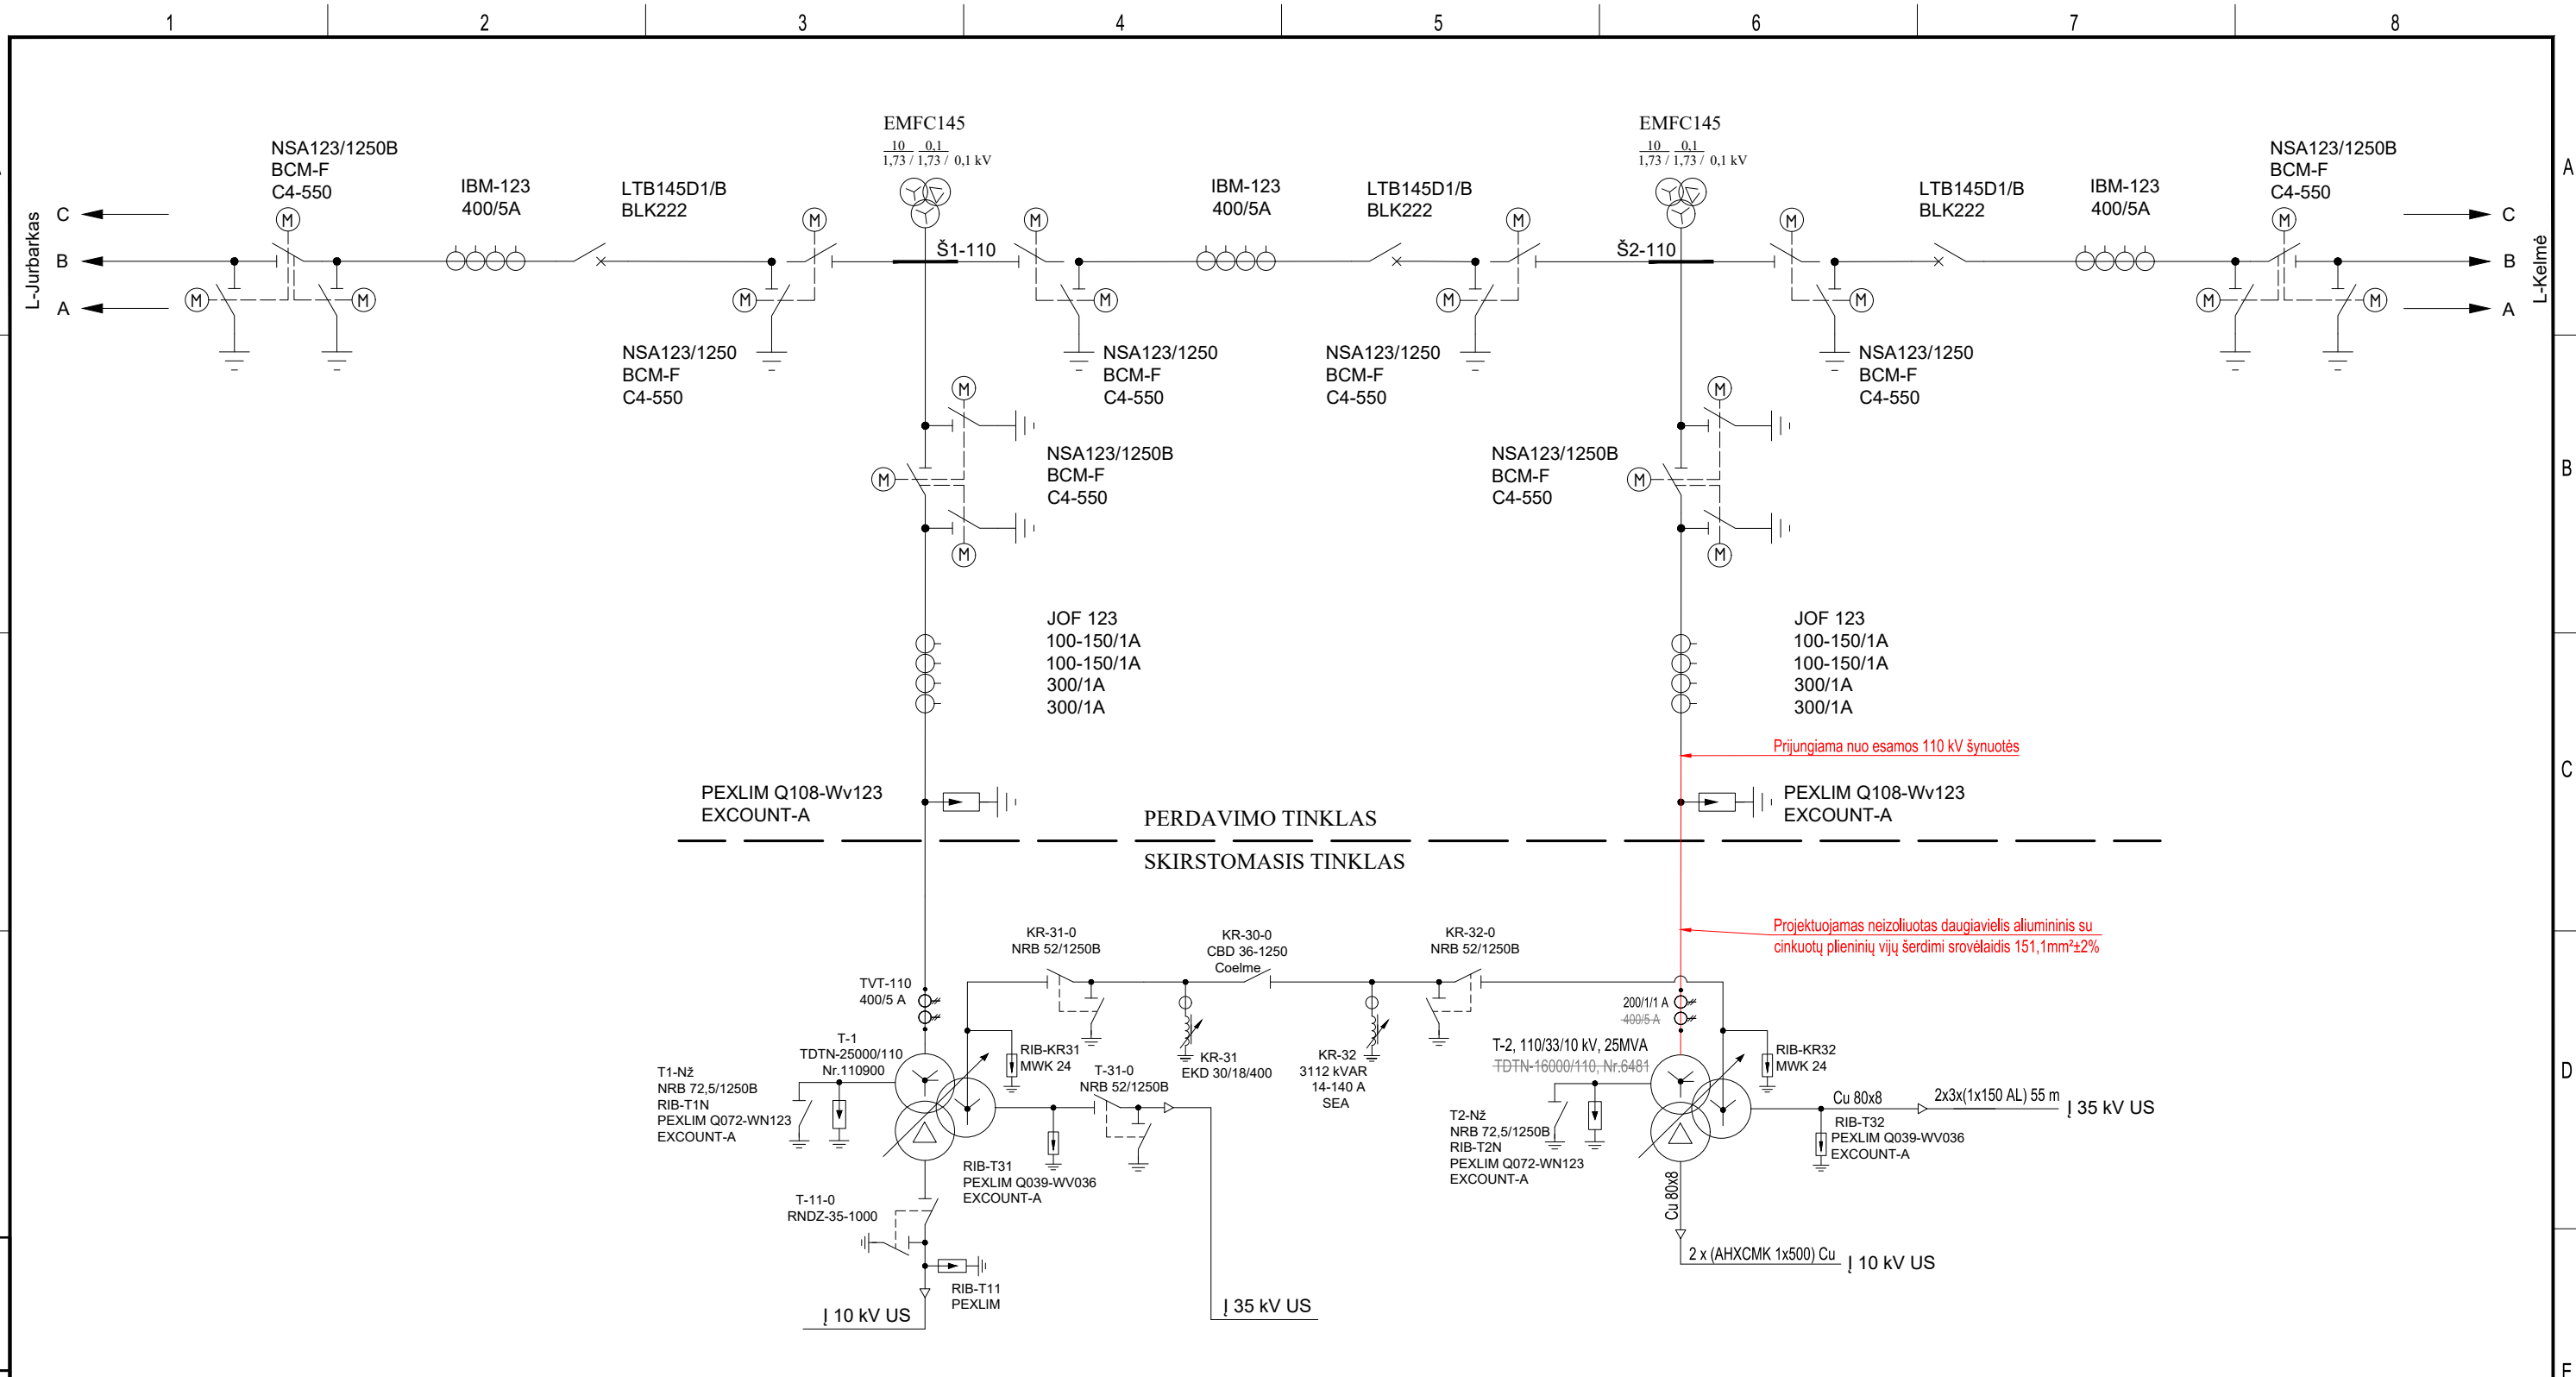 1 2 3 4 5 6 7 8
EMFC145
10 0,1
1,73 / 1,73 / 0,1 kV
EMFC145
10 0,1
1,73 / 1,73 / 0,1 kV
NSA123/1250B
BCM-F
C4-550
IBM-123
400/5A
LTB145D1/B
BLK222
IBM-123
400/5A
LTB145D1/B
BLK222
LTB145D1/B
BLK222
IBM-123
400/5A
NSA123/1250B
BCM-F
C4-550
A
L-Jurbarkas
C
B
A
M
M
M
M
M
Š1-110
M
M
M
M
Š2-110
M
M
M
M
M
C
B
A
L-Kelmė
NSA123/1250
BCM-F
C4-550
NSA123/1250
BCM-F
C4-550
NSA123/1250
BCM-F
C4-550
NSA123/1250
BCM-F
C4-550
M
M
M
NSA123/1250B
BCM-F
C4-550
NSA123/1250B
BCM-F
C4-550
M
M
M
B
JOF 123
100-150/1A
100-150/1A
300/1A
300/1A
JOF 123
100-150/1A
100-150/1A
300/1A
300/1A
Prijungiama nuo esamos 110 kV šynuotės
C
PEXLIM Q108-Wv123
EXCOUNT-A
PEXLIM Q108-Wv123
EXCOUNT-A
PERDAVIMO TINKLAS
SKIRSTOMASIS TINKLAS
Projektuojamas neizoliuotas daugiavielis aliumininis su
cinkuotų plieninių vijų šerdimi srovėlaidis 151,1mm²±2%
KR-31-0
NRB 52/1250B
KR-30-0
CBD 36-1250
Coelme
KR-32-0
NRB 52/1250B
TVT-110
400/5 A
200/1/1 A
400/5 A
T-1
TDTN-25000/110
Nr.110900
RIB-KR31
MWK 24
KR-31
EKD 30/18/400
KR-32
3112 kVAR
14-140 A
SEA
T-2, 110/33/10 kV, 25MVA
TDTN-16000/110, Nr.6481
RIB-KR32
MWK 24
D
T1-Nž
NRB 72,5/1250B
RIB-T1N
PEXLIM Q072-WN123
EXCOUNT-A
T-31-0
NRB 52/1250B
T2-Nž
NRB 72,5/1250B
RIB-T2N
PEXLIM Q072-WN123
EXCOUNT-A
Cu 80x8
2x3x(1x150 AL) 55 m
Į 35 kV US
RIB-T32
PEXLIM Q039-WV036
EXCOUNT-A
RIB-T31
PEXLIM Q039-WV036
EXCOUNT-A
T-11-0
RNDZ-35-1000
Cu 80x8
2 x (AHXCMK 1x500) Cu
Į 10 kV US
RIB-T11
PEXLIM
Į 10 kV US
Į 35 kV US